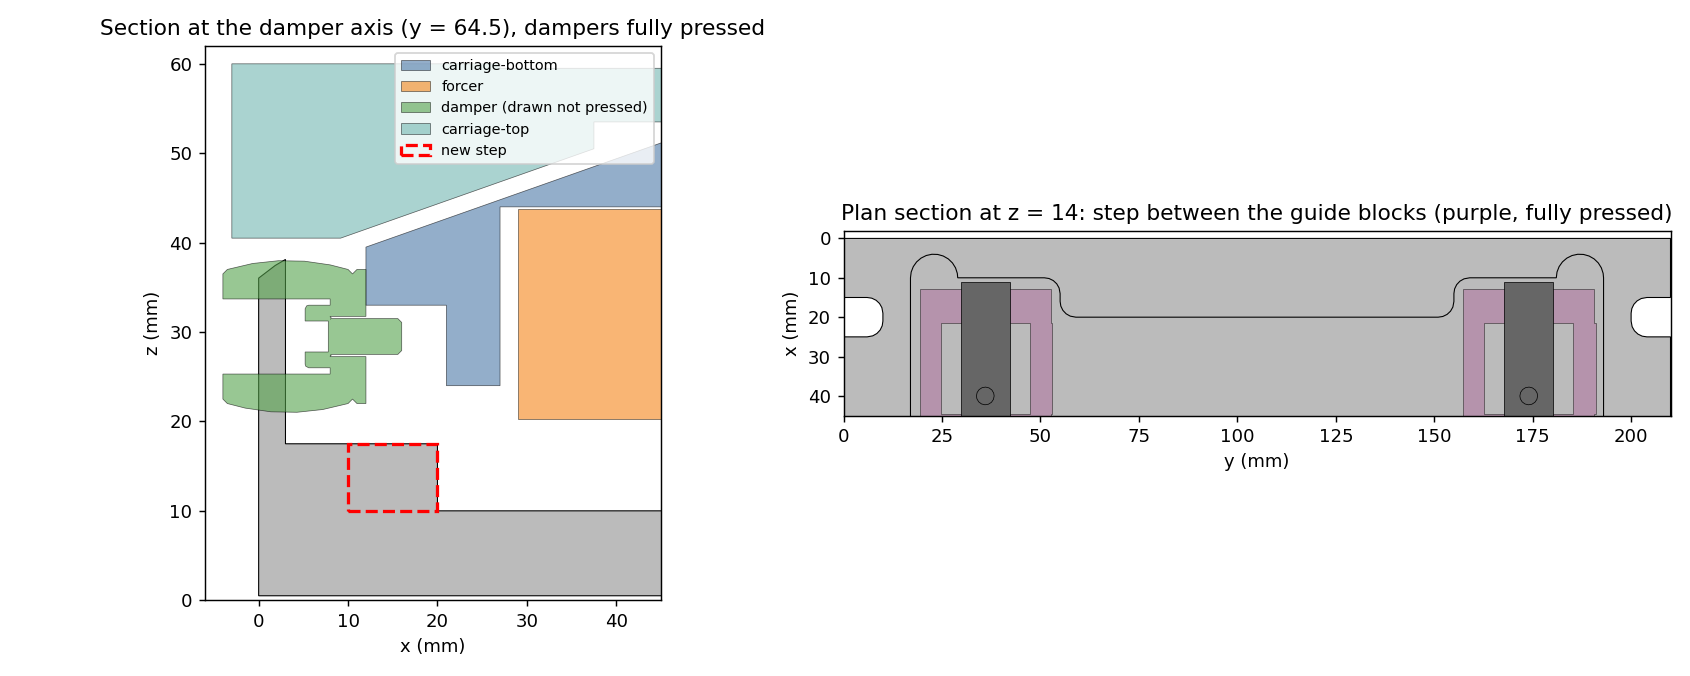 Section at the damper axis (y = 64.5), dampers fully pressed
60
50
40
30
20
10
0
z (mm)
carriage-bottom
forcer
damper (drawn not pressed)
carriage-top
new step
0
10
20
30
40
x (mm)
Plan section at z = 14: step between the guide blocks (purple, fully pressed)
0
10
20
30
40
x (mm)
0
25
50
75
100
125
150
175
200
y (mm)